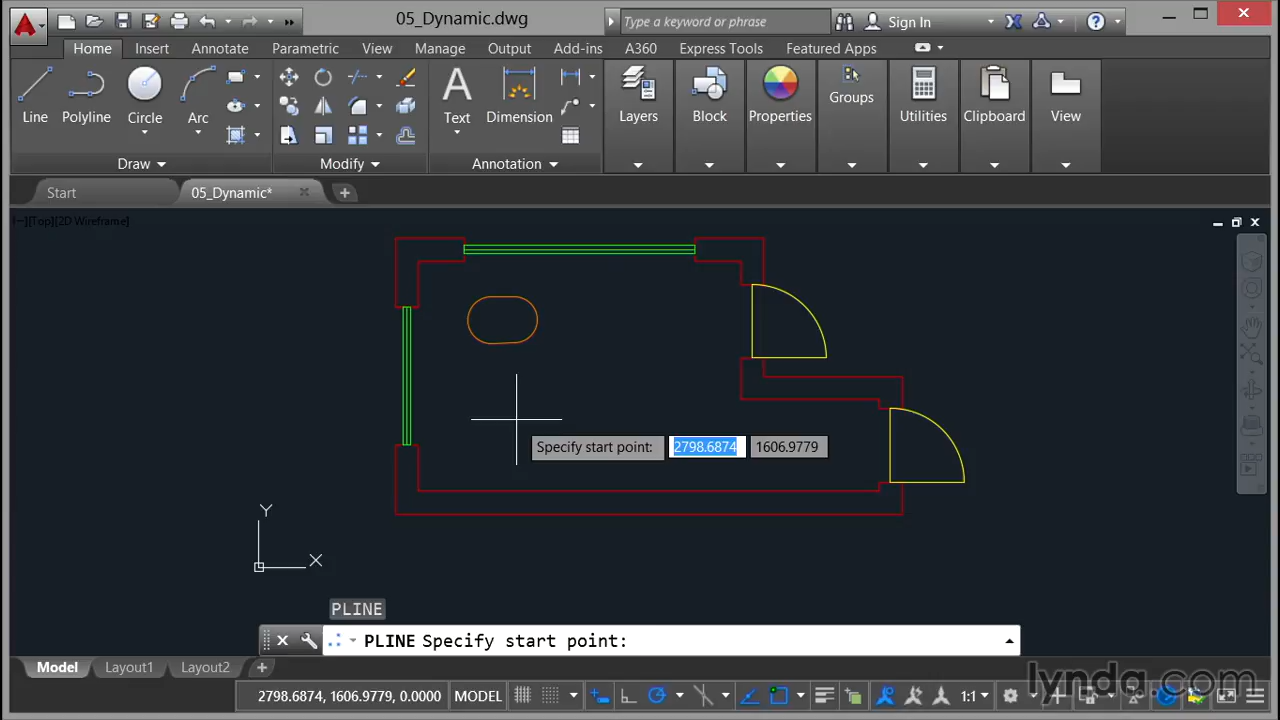 05_Dynamic.dwg
Type a keyword or phrase
Sign In
Home Insert Annotate Parametric View Manage Output Add-ins A360 Express Tools Featured Apps
Line Polyline Circle Arc Text Dimension Layers Block Properties Groups Utilities Clipboard View
Draw Modify Annotation
Start 05_Dynamic*
[−][Top][2D Wireframe]
Specify start point: 2798.6874 1606.9779
Y
X
PLINE
PLINE Specify start point:
Model Layout1 Layout2
lynda.com
2798.6874, 1606.9779, 0.0000 MODEL 1:1